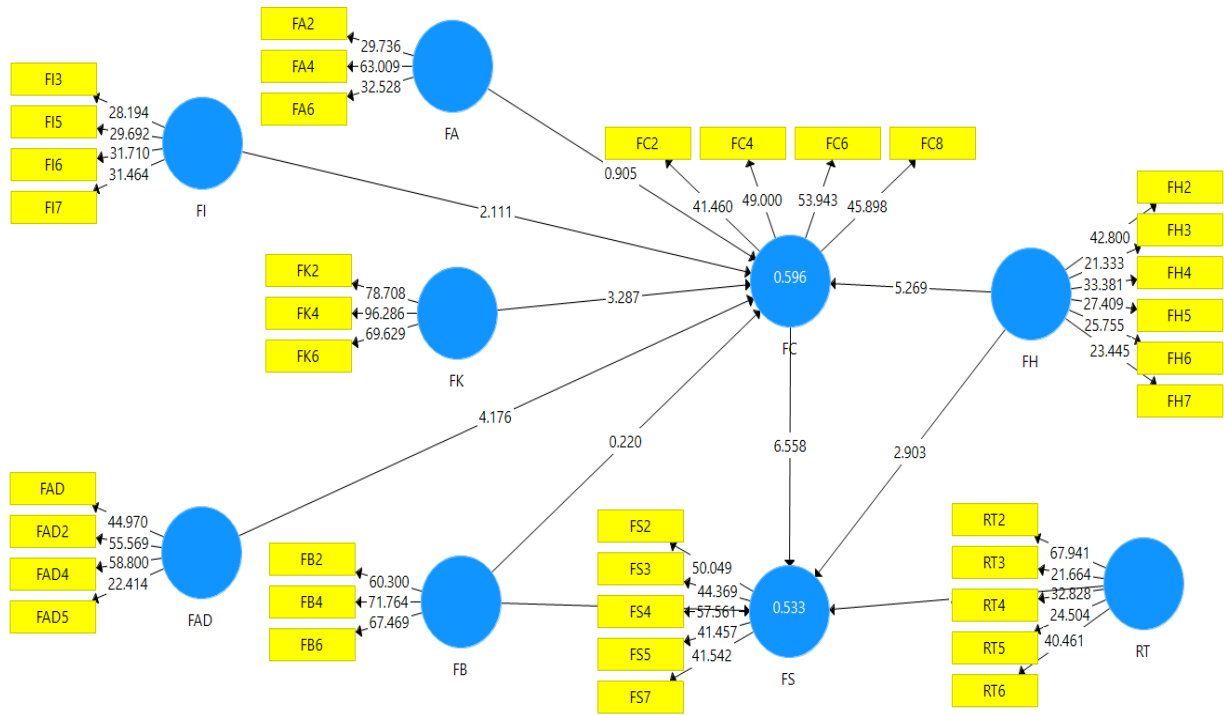 FA2
FA4
FA6
29.736
63.009
32.528
FA
FI3
FI5
FI6
FI7
28.194
29.692
31.710
31.464
FI
0.905
2.111
FC2
FC4
FC6
FC8
41.460
49.000
53.943
45.898
0.596
FC
FH2
FH3
FH4
FH5
FH6
FH7
42.800
21.333
33.381
27.409
25.755
23.445
FH
5.269
FK2
FK4
FK6
78.708
96.286
69.629
FK
3.287
4.176
0.220
6.558
2.903
FAD
FAD2
FAD4
FAD5
44.970
55.569
58.800
22.414
FAD
FB2
FB4
FB6
60.300
71.764
67.469
FB
FS2
FS3
FS4
FS5
FS7
50.049
44.369
57.561
41.457
41.542
0.533
FS
RT2
RT3
RT4
RT5
RT6
67.941
21.664
32.828
24.504
40.461
RT